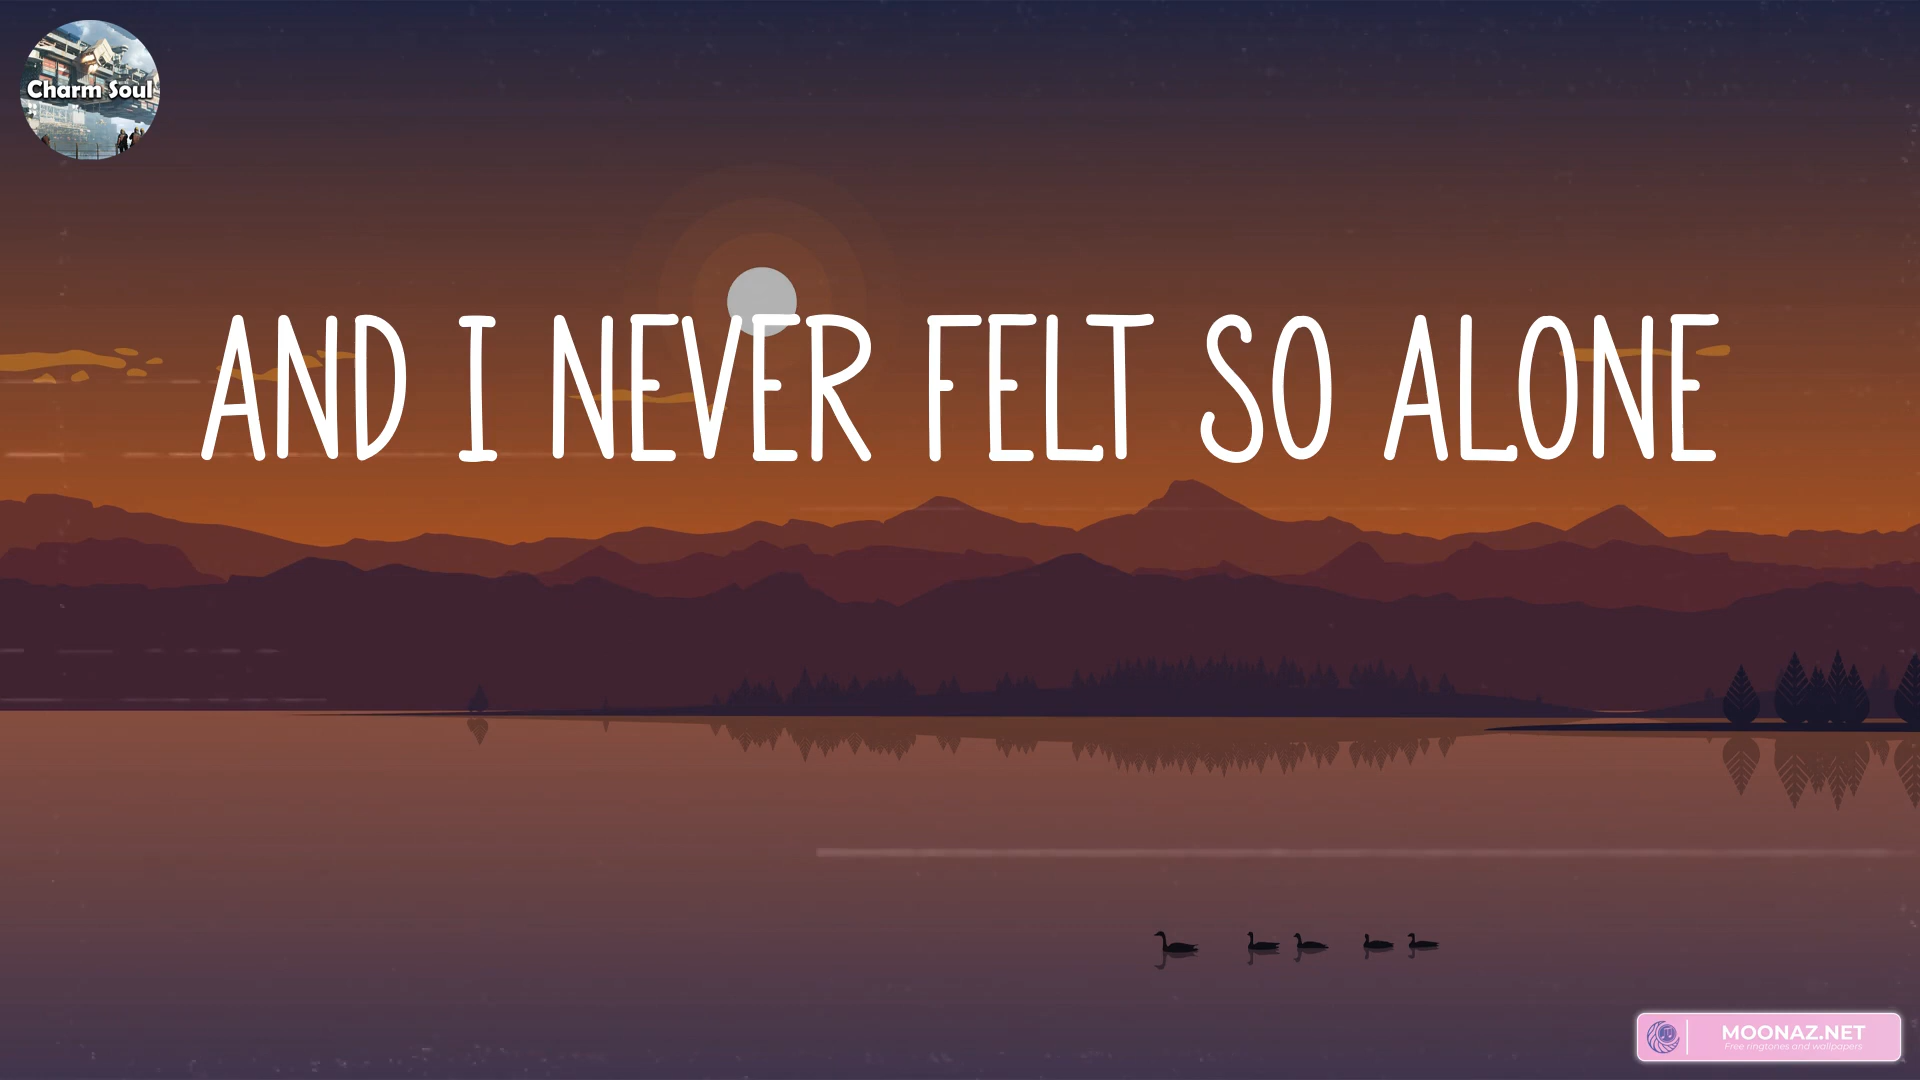 Charm Soul
AND I NEVER FELT SO ALONE
MOONAZ.NET
Free ringtones and wallpapers